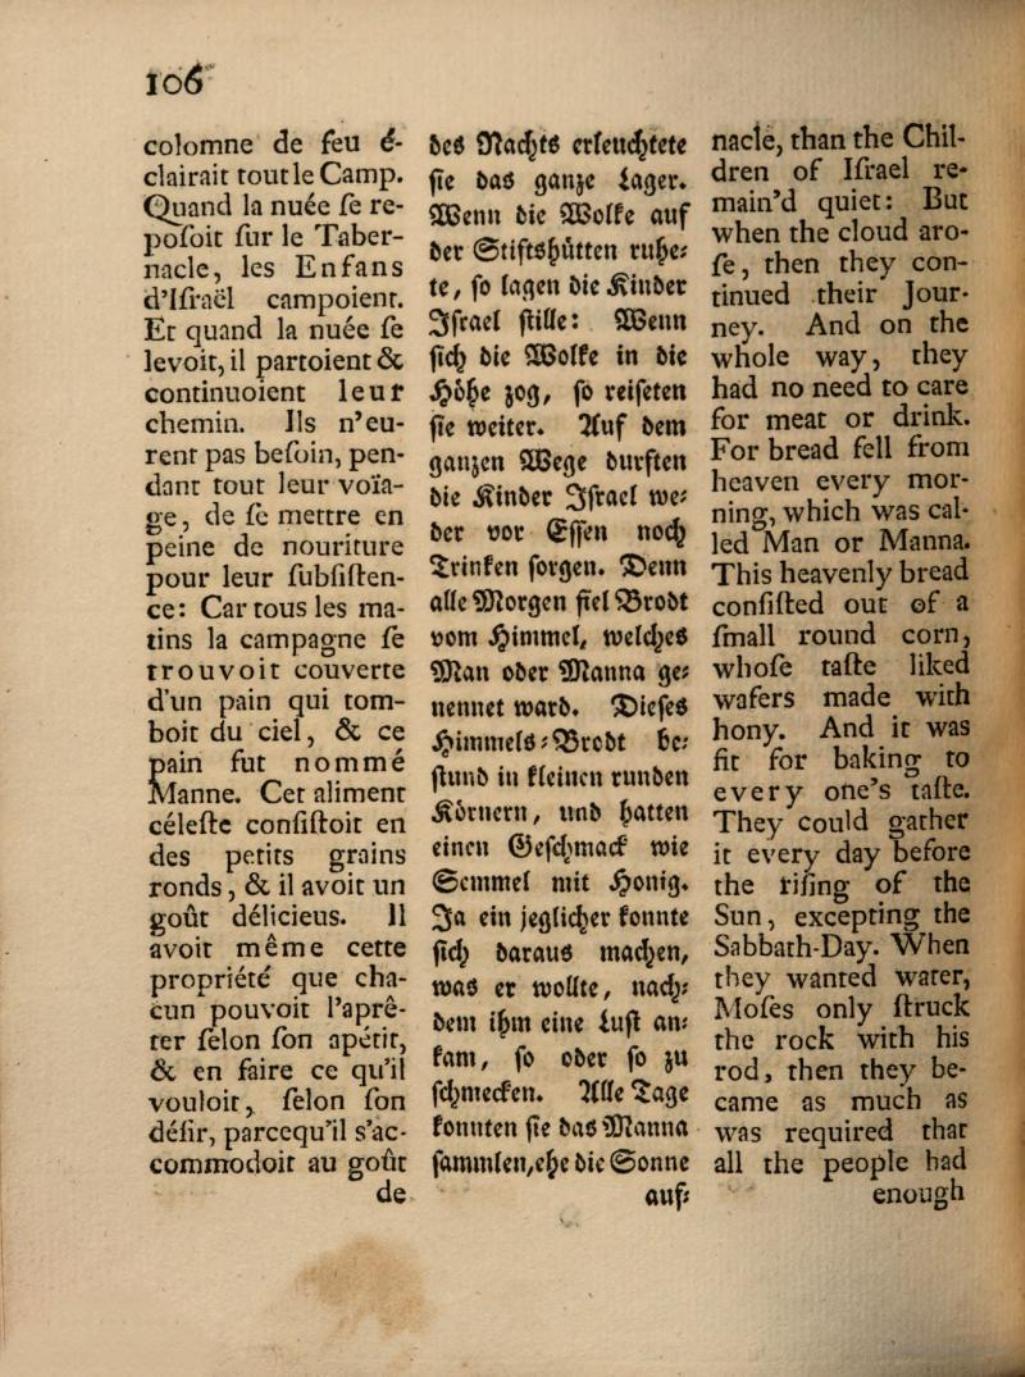 106
colomne de feu é-
clairait tout le Camp.
Quand la nuée ſe re-
poſoit ſur le Taber-
nacle, les Enfans
d'Iſraël campoient.
Et quand la nuée ſe
levoit, il partoient &
continuoient leur
chemin. Ils n'eu-
rent pas beſoin, pen-
dant tout leur voïa-
ge, de ſe mettre en
peine de nouriture
pour leur ſubſiſten-
ce: Car tous les ma-
tins la campagne ſe
trouvoit couverte
d'un pain qui tom-
boit du ciel, & ce
pain fut nommé
Manne. Cet aliment
céleſte conſiſtoit en
des petits grains
ronds, & il avoit un
goût délicieus. Il
avoit même cette
propriété que cha-
cun pouvoit l'aprê-
ter ſelon ſon apétit,
& en faire ce qu'il
vouloit, ſelon ſon
déſir, parcequ'il s'ac-
commodoit au goût
de
des Nachts erleuchtete
ſie das ganze Lager.
Wenn die Wolke auf
der Stiftshütten ruhe-
te, ſo lagen die Kinder
Iſrael ſtille: Wenn
ſich die Wolke in die
Höhe zog, ſo reiſeten
ſie weiter. Auf dem
ganzen Wege durften
die Kinder Iſrael we-
der vor Eſſen noch
Trinken ſorgen. Denn
alle Morgen fiel Brodt
vom Himmel, welches
Man oder Manna ge-
nennet ward. Dieſes
Himmels-Brodt be-
ſtund in kleinen runden
Körnern, und hatten
einen Geſchmack wie
Semmel mit Honig.
Ja ein jeglicher konnte
ſich daraus machen,
was er wollte, nach-
dem ihm eine Luſt an-
kam, ſo oder ſo zu
ſchmecken. Alle Tage
konnten ſie das Manna
ſammlen, ehe die Sonne
auf-
nacle, than the Chil-
dren of Iſrael re-
main'd quiet: But
when the cloud aro-
ſe, then they con-
tinued their Jour-
ney. And on the
whole way, they
had no need to care
for meat or drink.
For bread fell from
heaven every mor-
ning, which was cal-
led Man or Manna.
This heavenly bread
conſiſted out of a
ſmall round corn,
whoſe taſte liked
wafers made with
hony. And it was
fit for baking to
every one's taſte.
They could gather
it every day before
the riſing of the
Sun, excepting the
Sabbath-Day. When
they wanted water,
Moſes only ſtruck
the rock with his
rod, then they be-
came as much as
was required that
all the people had
enough